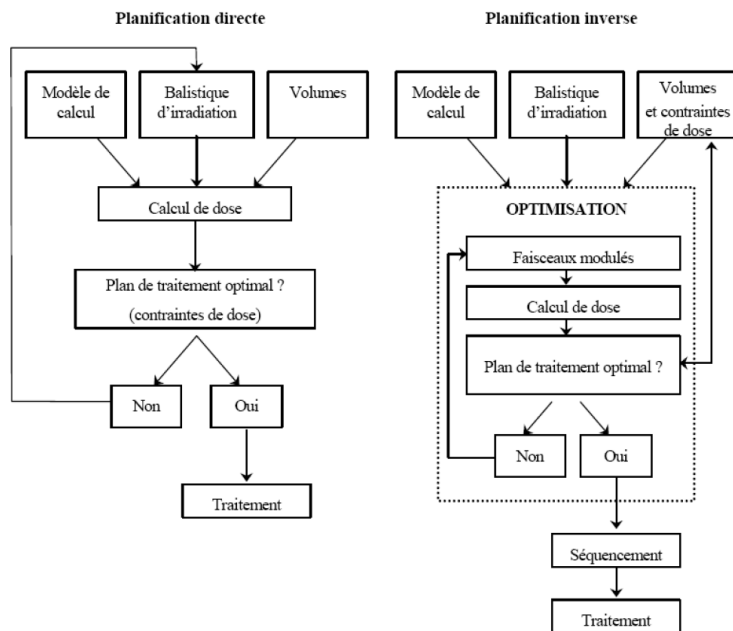 Planification directe
Modèle de
calcul
Balistique
d'irradiation
Volumes
Calcul de dose
Plan de traitement optimal ?
(contraintes de dose)
Non
Oui
Traitement
Planification inverse
Modèle de
calcul
Balistique
d'irradiation
Volumes
et contraintes
de dose
OPTIMISATION
Faisceaux modulés
Calcul de dose
Plan de traitement optimal ?
Non
Oui
Séquencement
Traitement